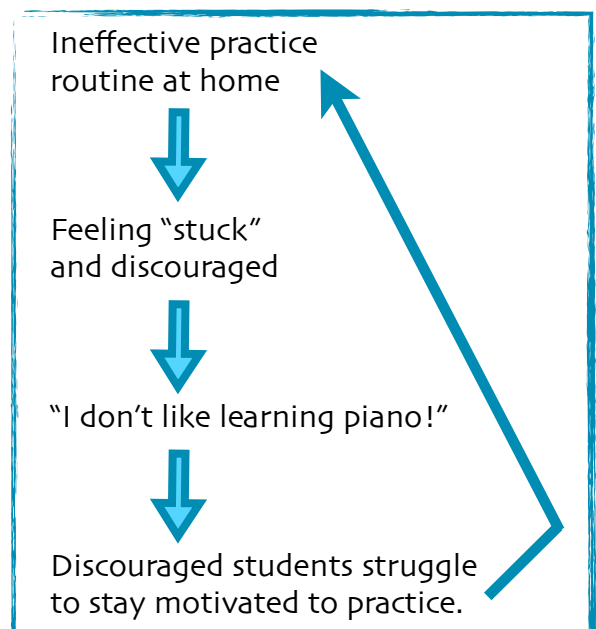 Ineffective practice
routine at home
Feeling “stuck”
and discouraged
“I don’t like learning piano!”
Discouraged students struggle
to stay motivated to practice.